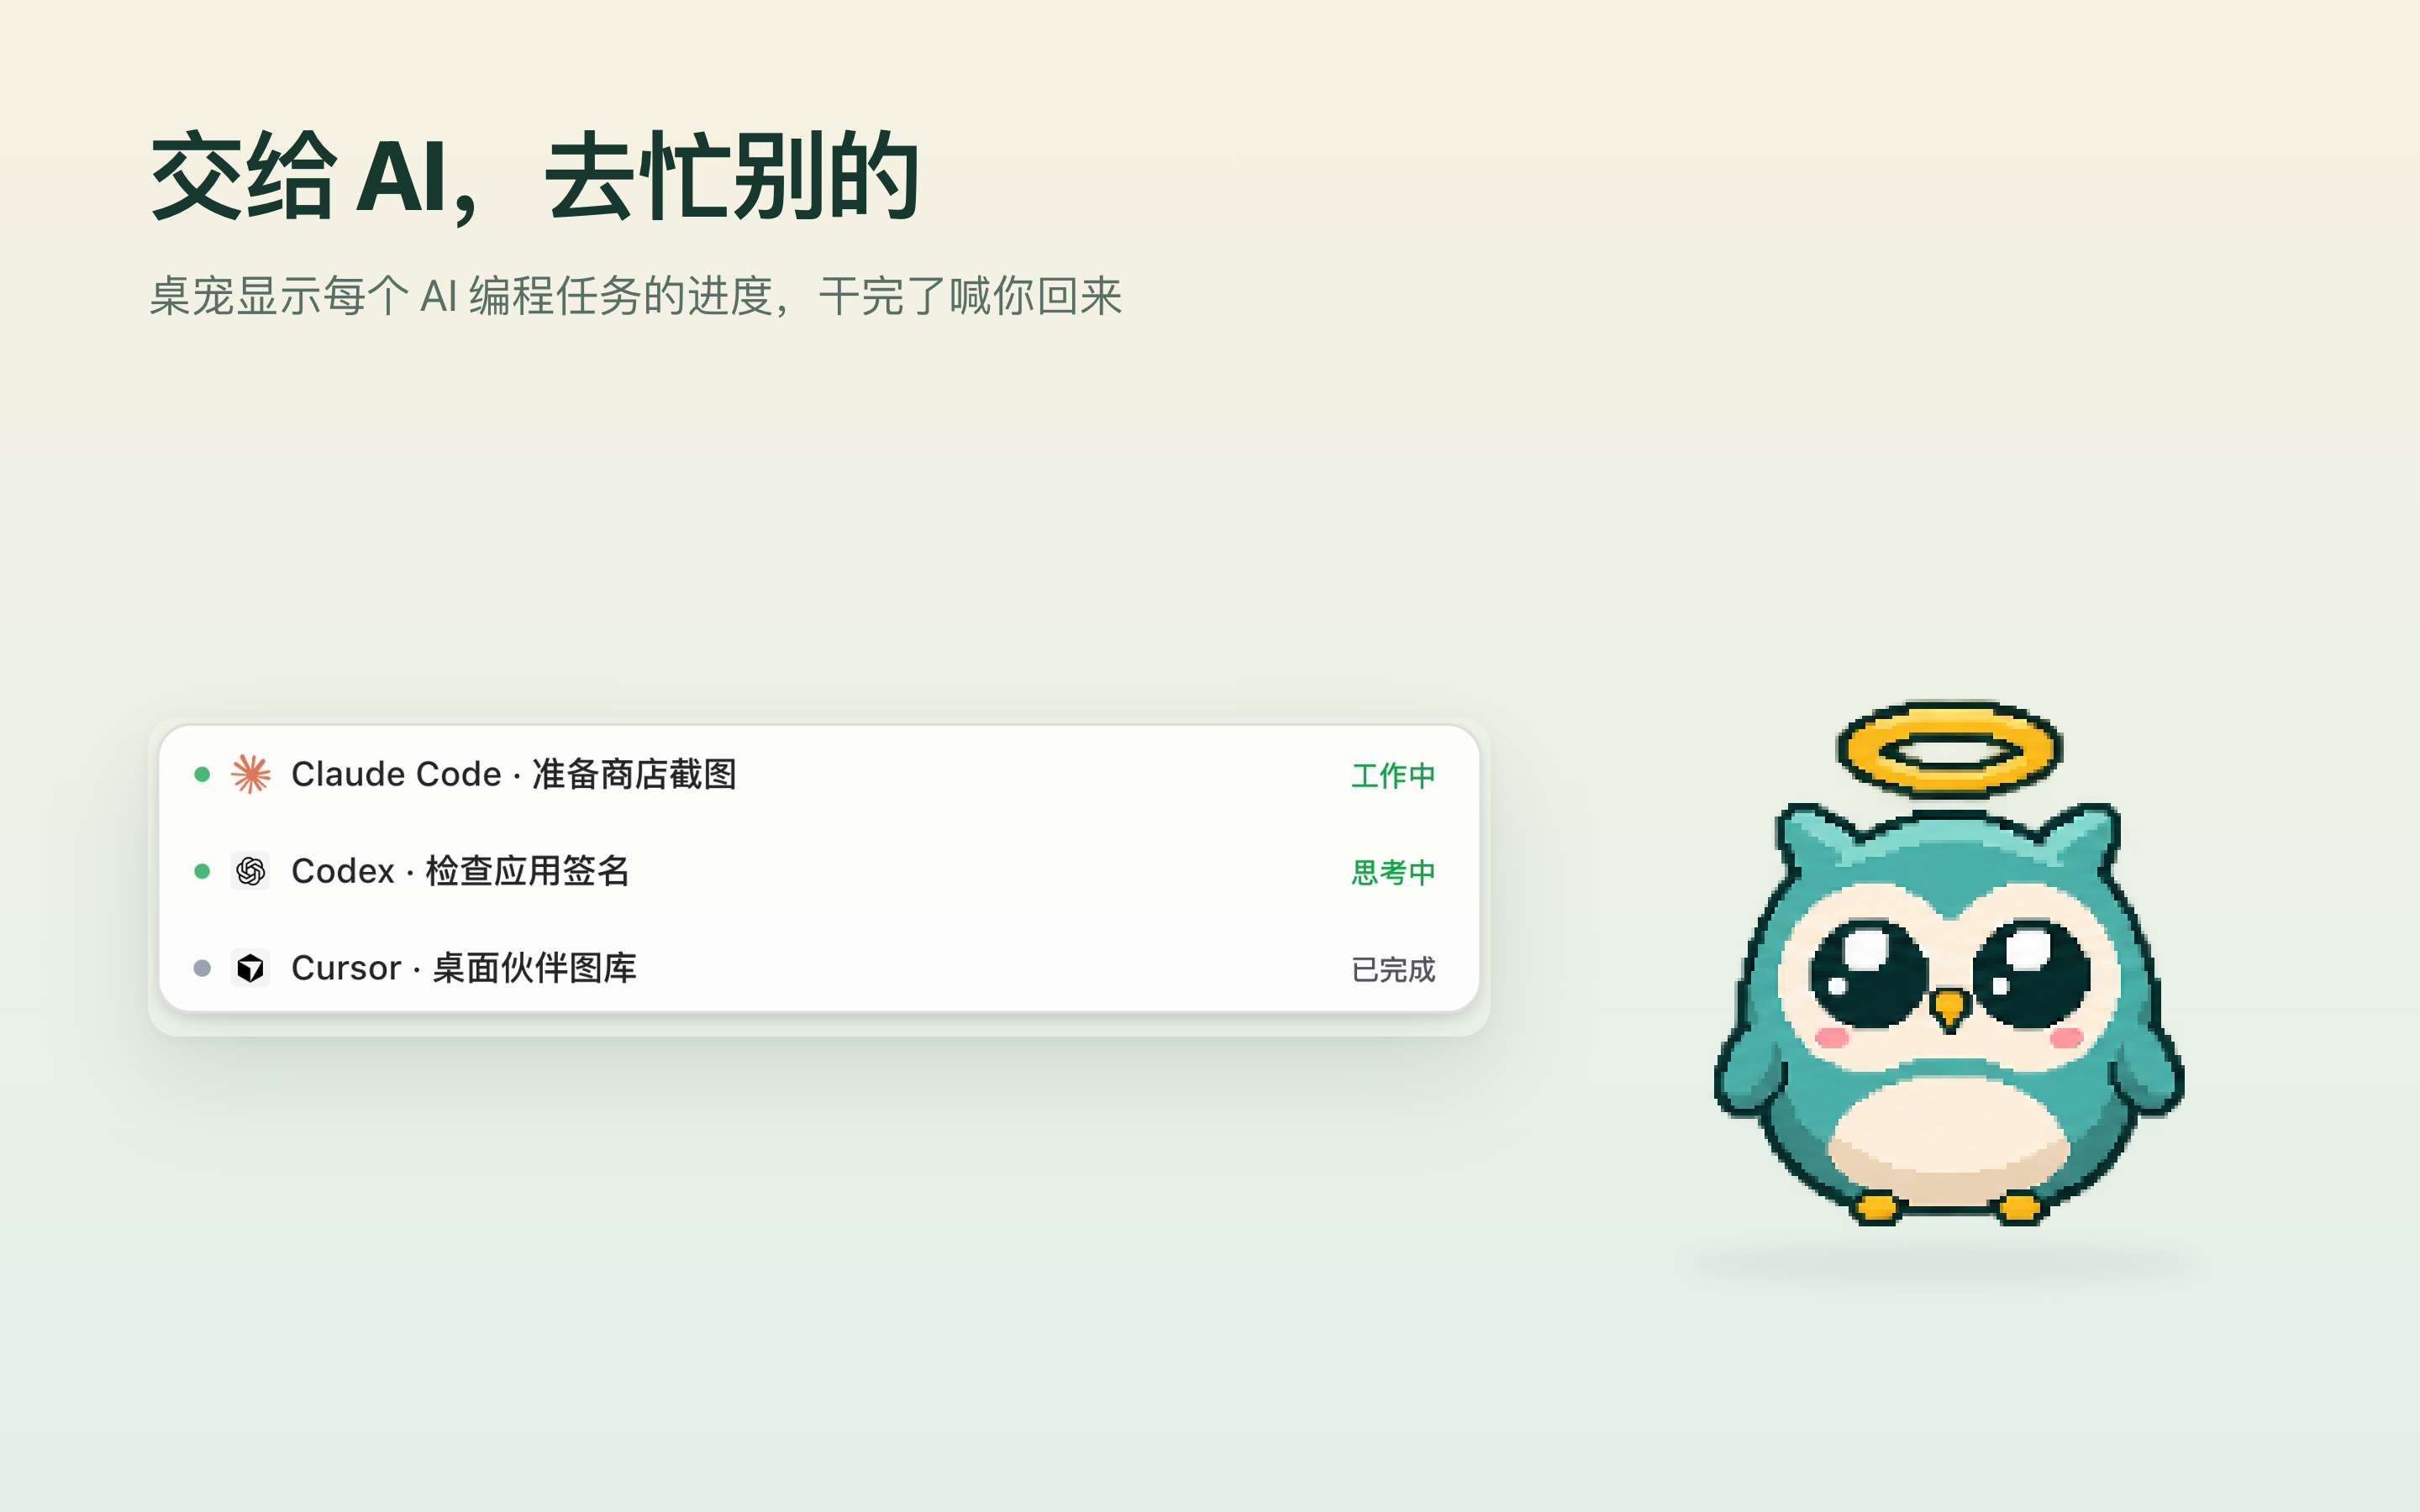 交给 AI，去忙别的
桌宠显示每个 AI 编程任务的进度，干完了喊你回来
Claude Code · 准备商店截图 工作中
Codex · 检查应用签名 思考中
Cursor · 桌面伙伴图库 已完成